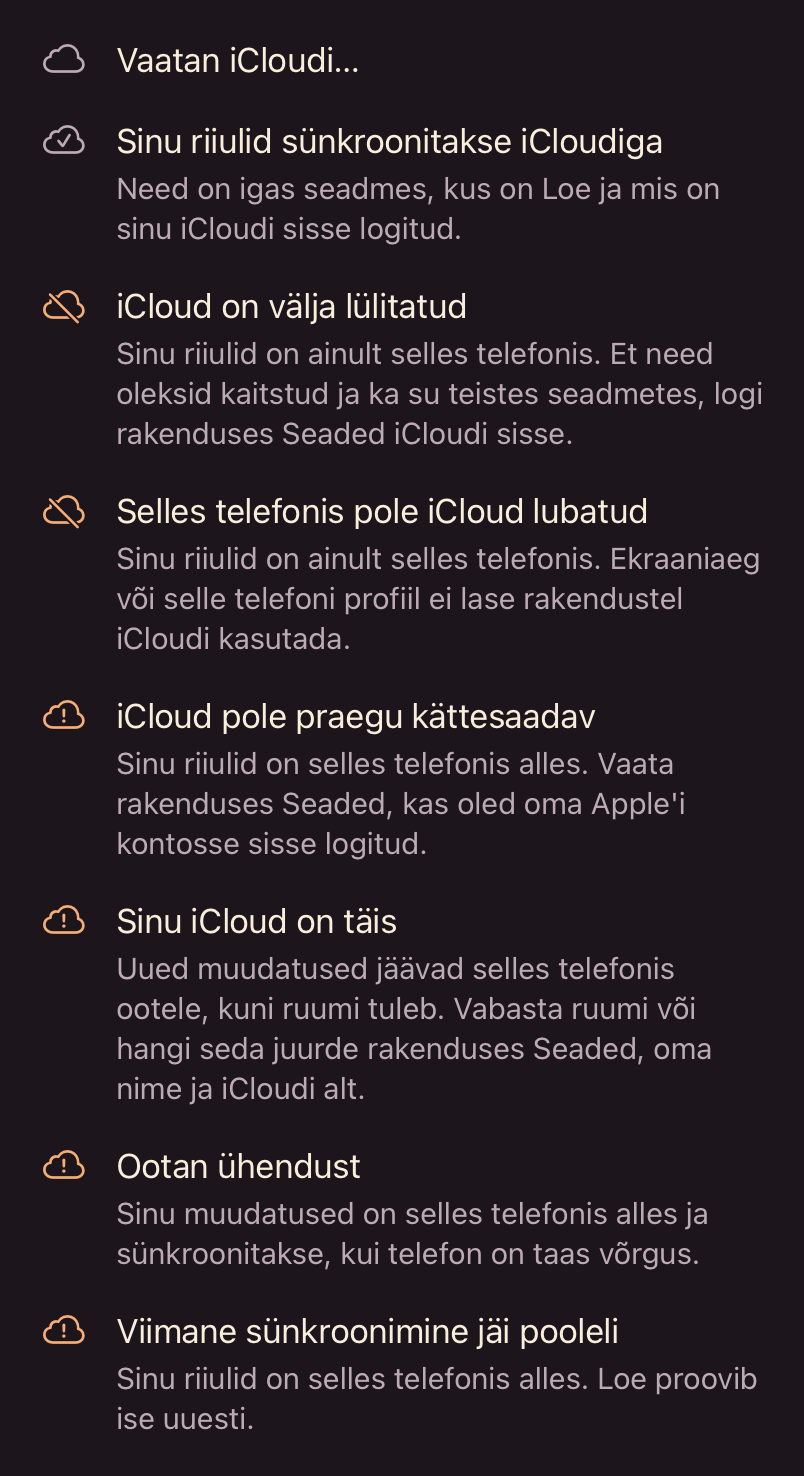 Vaatan iCloudi...
Sinu riiulid sünkroonitakse iCloudiga
Need on igas seadmes, kus on Loe ja mis on
sinu iCloudi sisse logitud.
iCloud on välja lülitatud
Sinu riiulid on ainult selles telefonis. Et need
oleksid kaitstud ja ka su teistes seadmetes, logi
rakenduses Seaded iCloudi sisse.
Selles telefonis pole iCloud lubatud
Sinu riiulid on ainult selles telefonis. Ekraaniaeg
või selle telefoni profiil ei lase rakendustel
iCloudi kasutada.
iCloud pole praegu kättesaadav
Sinu riiulid on selles telefonis alles. Vaata
rakenduses Seaded, kas oled oma Apple'i
kontosse sisse logitud.
Sinu iCloud on täis
Uued muudatused jäävad selles telefonis
ootele, kuni ruumi tuleb. Vabasta ruumi või
hangi seda juurde rakenduses Seaded, oma
nime ja iCloudi alt.
Ootan ühendust
Sinu muudatused on selles telefonis alles ja
sünkroonitakse, kui telefon on taas võrgus.
Viimane sünkroonimine jäi pooleli
Sinu riiulid on selles telefonis alles. Loe proovib
ise uuesti.